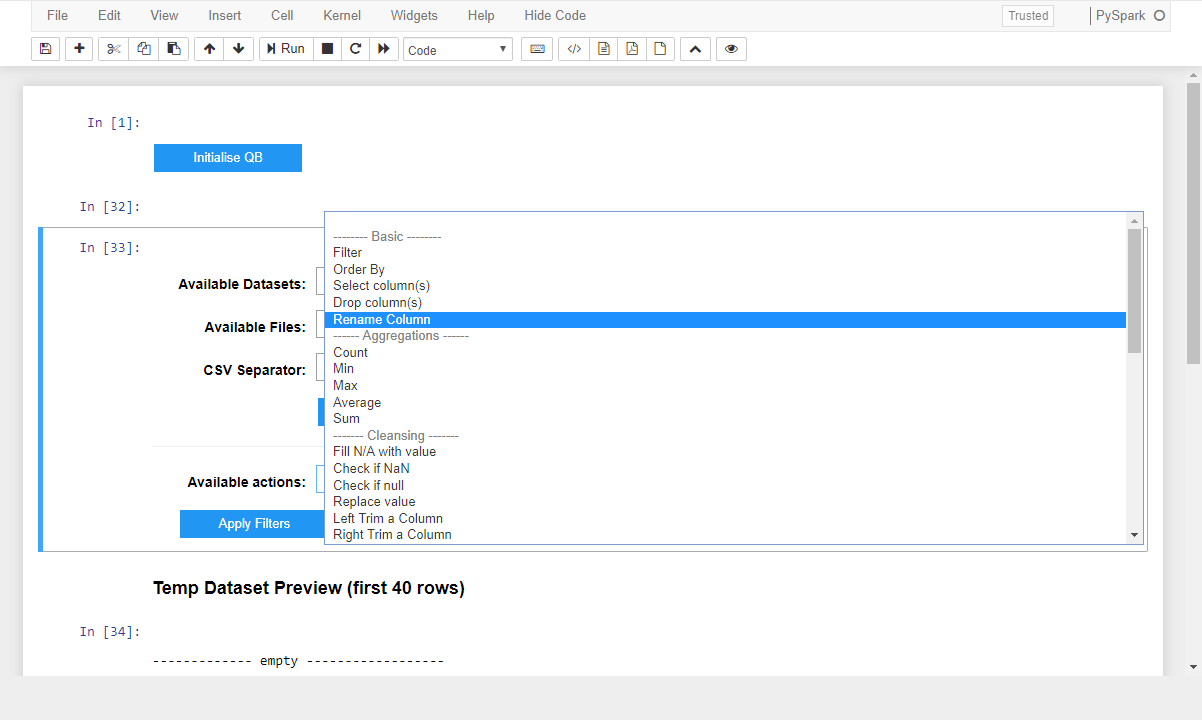 File Edit View Insert Cell Kernel Widgets Help Hide Code Trusted PySpark
Run Code
In [1]:
Initialise QB
In [32]:
In [33]:
Available Datasets:
Available Files:
CSV Separator:
Available actions:
Apply Filters
-------- Basic --------
Filter
Order By
Select column(s)
Drop column(s)
Rename Column
------ Aggregations ------
Count
Min
Max
Average
Sum
------- Cleansing -------
Fill N/A with value
Check if NaN
Check if null
Replace value
Left Trim a Column
Right Trim a Column
Temp Dataset Preview (first 40 rows)
In [34]:
------------- empty ------------------